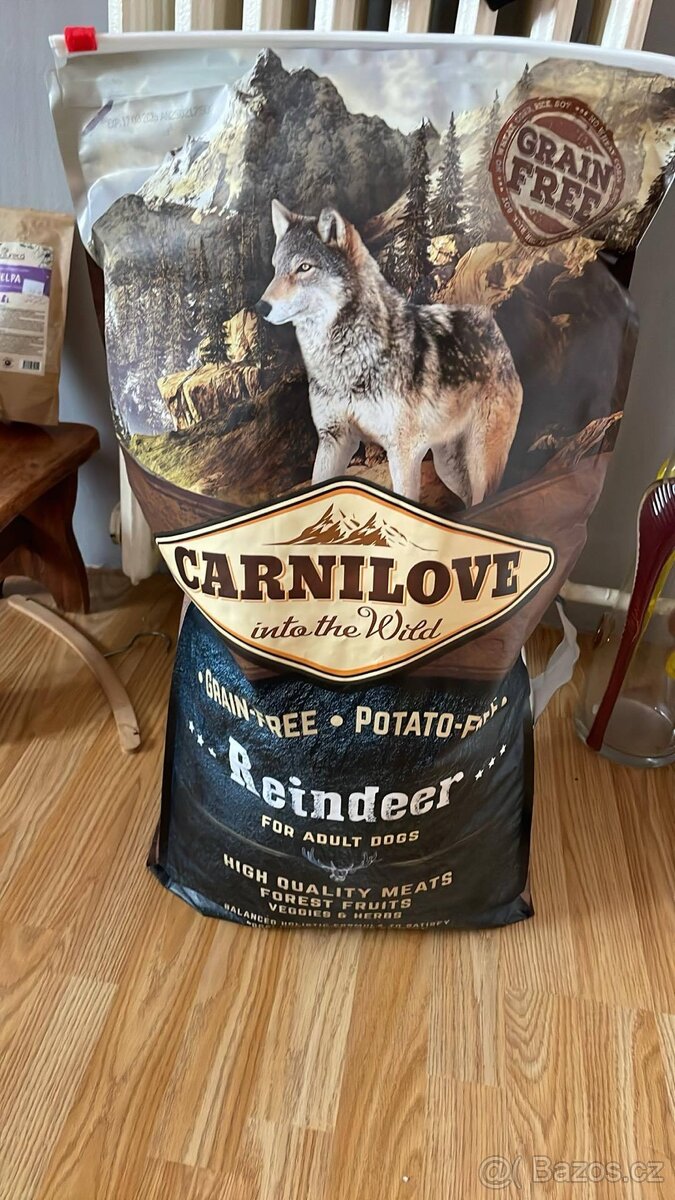 GRAIN
FREE
ELPA
CARNILOVE
into the Wild
GRAIN-FREE • POTATO-FREE
Reindeer
FOR ADULT DOGS
HIGH QUALITY MEATS
FOREST FRUITS
VEGGIES & HERBS
BALANCED HOLISTIC FORMULA TO SATISFY
@( Bazos.cz